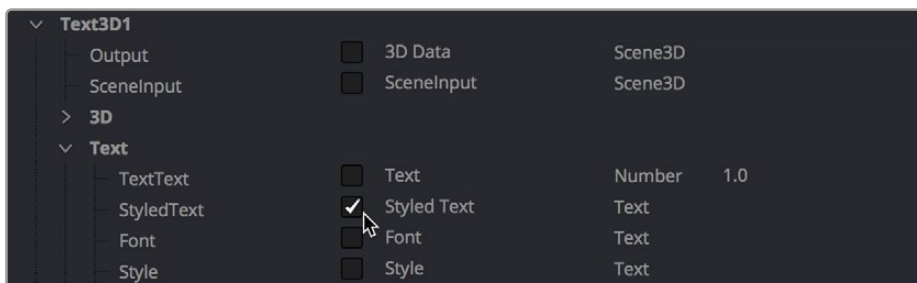 Text3D1
Output 3D Data Scene3D
SceneInput SceneInput Scene3D
3D
Text
TextText Text Number 1.0
StyledText Styled Text Text
Font Font Text
Style Style Text